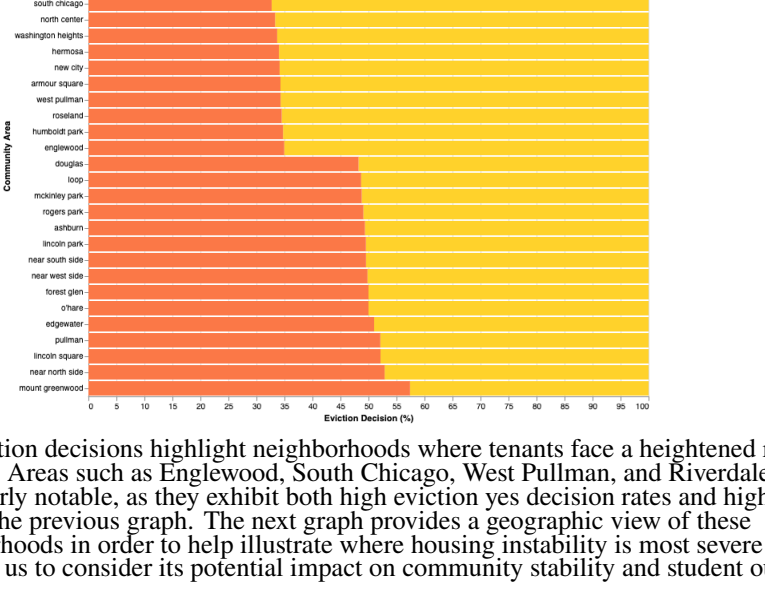 south chicago
north center
washington heights
hermosa
new city
armour square
west pullman
roseland
humboldt park
englewood
douglas
loop
mckinley park
rogers park
ashburn
lincoln park
near south side
near west side
forest glen
o'hare
edgewater
pullman
lincoln square
near north side
mount greenwood
Community Area
0 5 10 15 20 25 30 35 40 45 50 55 60 65 70 75 80 85 90 95 100
Eviction Decision (%)
tion decisions highlight neighborhoods where tenants face a heightened
Areas such as Englewood, South Chicago, West Pullman, and Riverdale
rly notable, as they exhibit both high eviction yes decision rates and high
he previous graph. The next graph provides a geographic view of these
hoods in order to help illustrate where housing instability is most severe
us to consider its potential impact on community stability and student